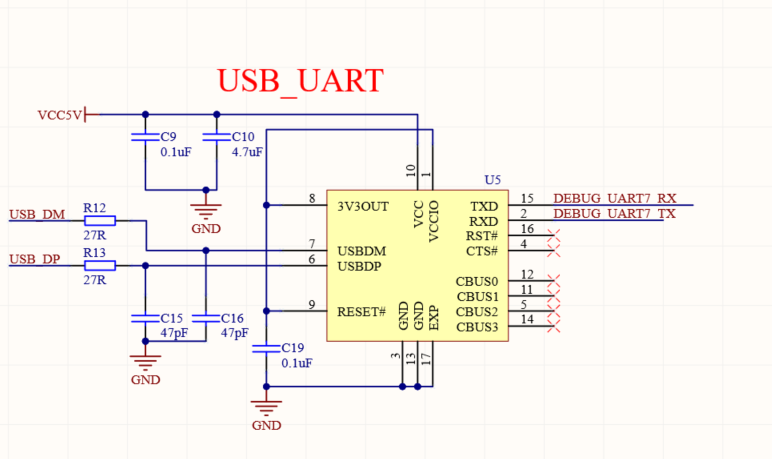 USB_UART
VCC5V
C9
0.1uF
C10
4.7uF
GND
10
1
U5
8
3V3OUT
VCC
VCCIO
TXD
15
DEBUG_UART7_RX
RXD
2
DEBUG_UART7_TX
RST#
16
CTS#
4
USB_DM
R12
27R
7
USBDM
USB_DP
R13
27R
6
USBDP
CBUS0
12
CBUS1
11
CBUS2
5
CBUS3
14
9
RESET#
GND
GND
EXP
C15
47pF
C16
47pF
GND
C19
0.1uF
3
13
17
GND